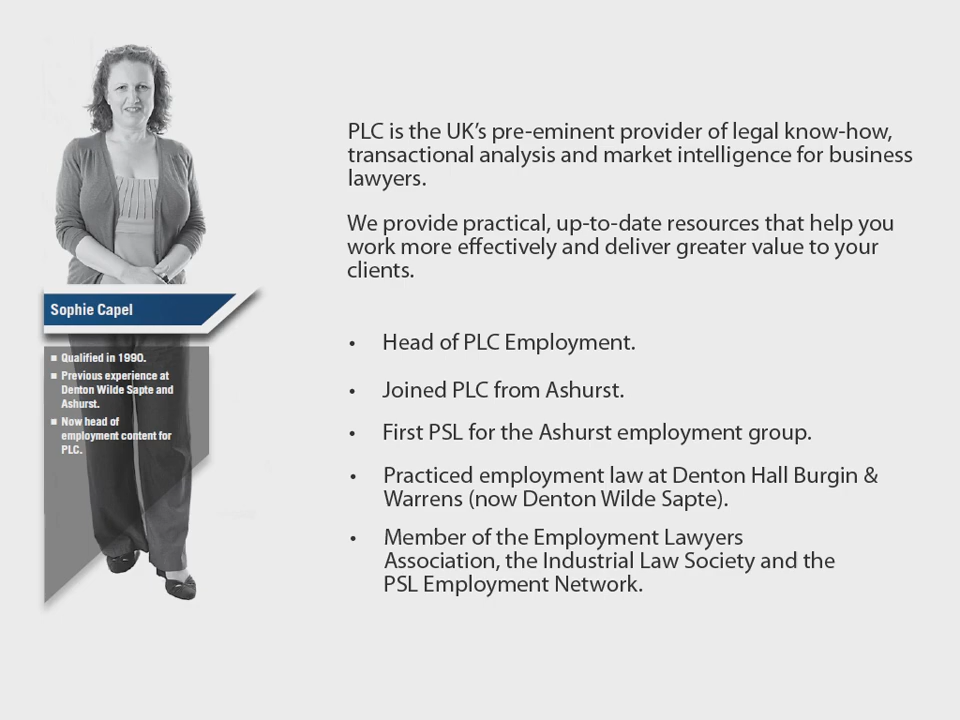 PLC is the UK's pre-eminent provider of legal know-how,
transactional analysis and market intelligence for business
lawyers.
We provide practical, up-to-date resources that help you
work more effectively and deliver greater value to your
clients.
• Head of PLC Employment.
• Joined PLC from Ashurst.
• First PSL for the Ashurst employment group.
• Practiced employment law at Denton Hall Burgin &
Warrens (now Denton Wilde Sapte).
• Member of the Employment Lawyers
Association, the Industrial Law Society and the
PSL Employment Network.
Sophie Capel
■ Qualified in 1990.
■ Previous experience at
Denton Wilde Sapte and
Ashurst.
■ Now head of
employment content for
PLC.